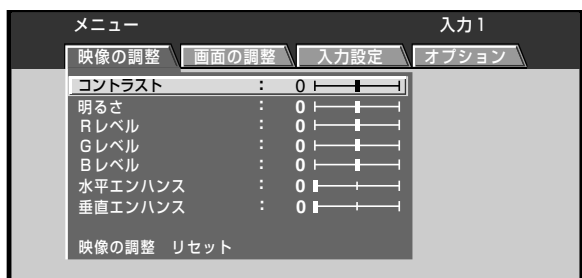 メニュー 入力1
映像の調整 画面の調整 入力設定 オプション
コントラスト : 0
明るさ : 0
Rレベル : 0
Gレベル : 0
Bレベル : 0
水平エンハンス : 0
垂直エンハンス : 0
映像の調整 リセット